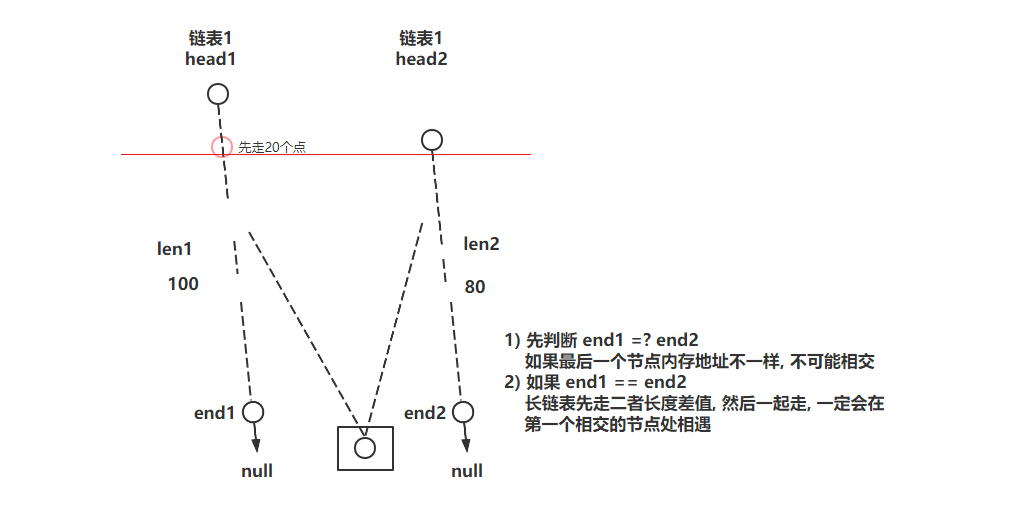 链表1
head1
链表1
head2
先走20个点
len1
100
len2
80
1) 先判断 end1 =? end2
如果最后一个节点内存地址不一样, 不可能相交
2) 如果 end1 == end2
长链表先走二者长度差值, 然后一起走, 一定会在
第一个相交的节点处相遇
end1
end2
null
null